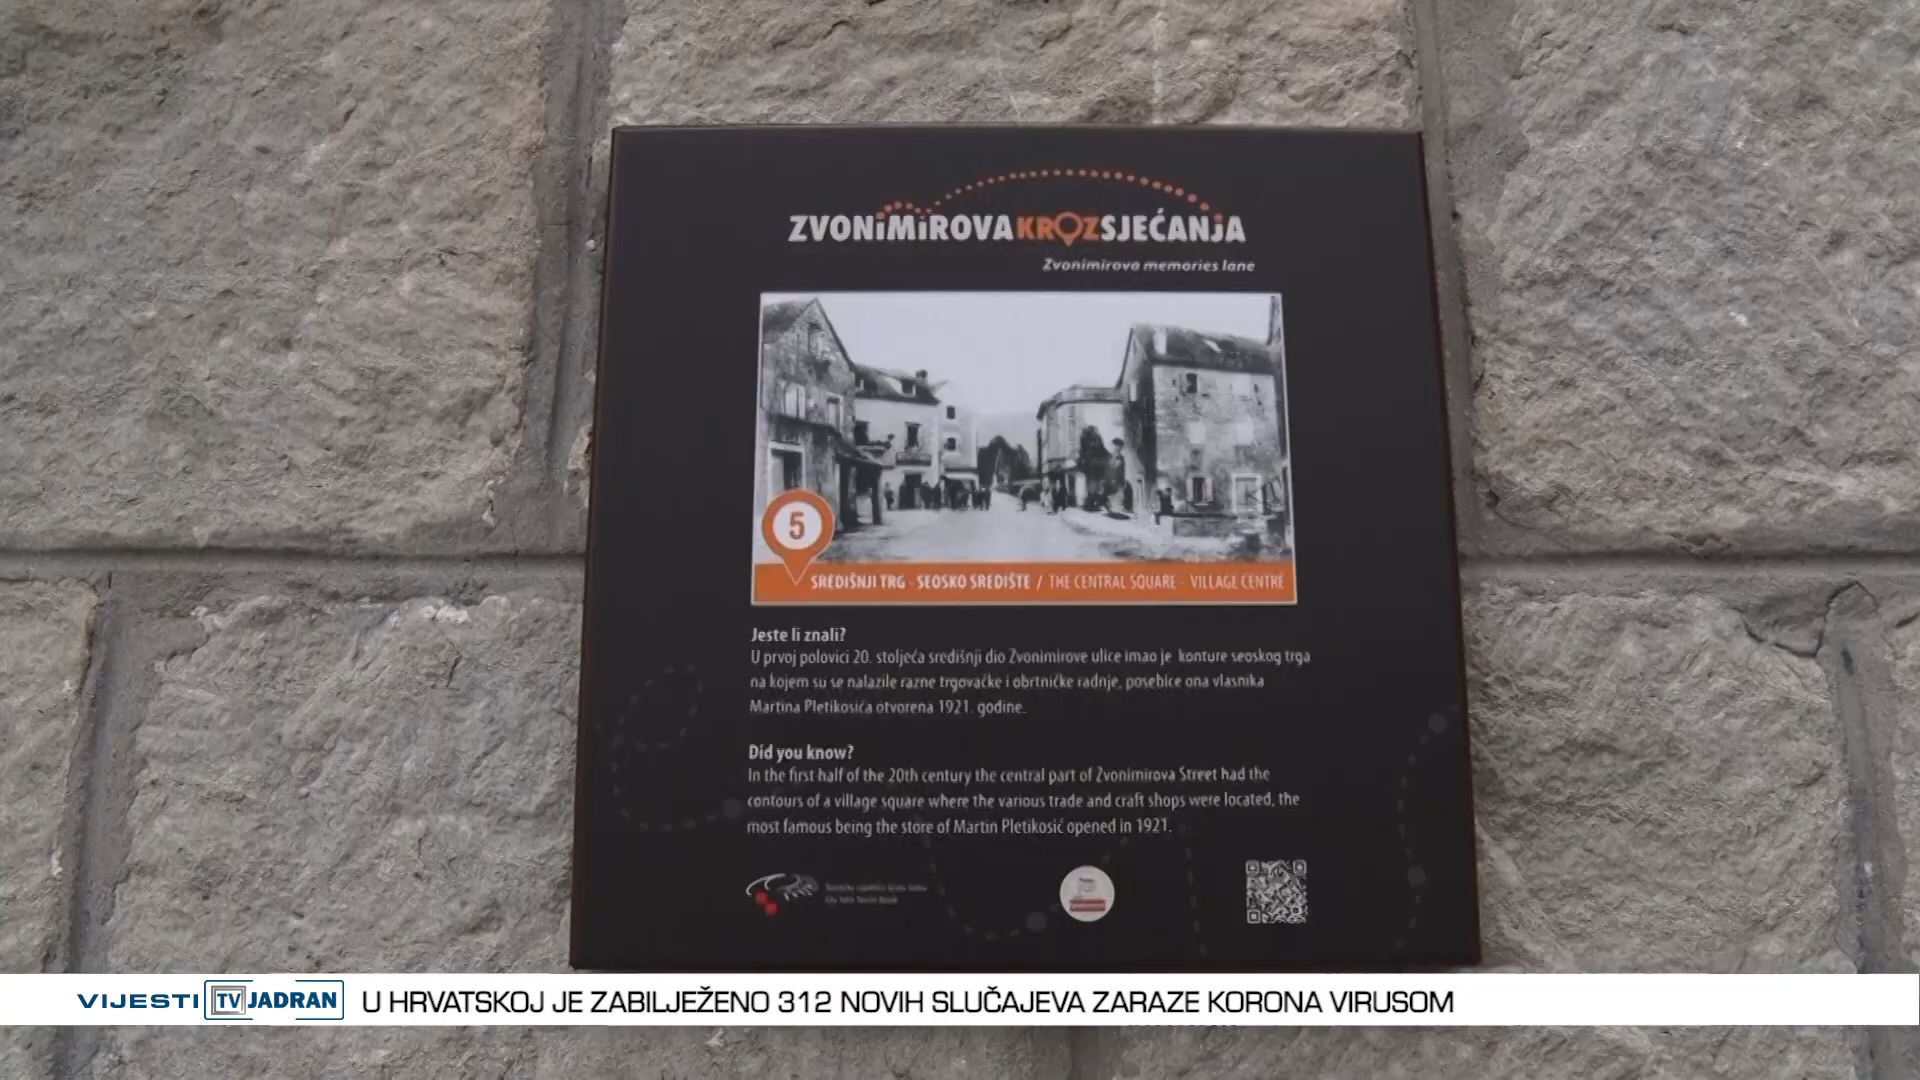 ZVONiMiROVAKROZSJEĆANJA
Zvonimirova memories lane
5
SREDIŠNJI TRG - SEOSKO SREDIŠTE / THE CENTRAL SQUARE - VILLAGE CENTRE
Jeste li znali?
U prvoj polovici 20. stoljeća središnji dio Zvonimirove ulice imao je konture seoskog trga
na kojem su se nalazile razne trgovačke i obrtničke radnje, posebice ona vlasnika
Martina Pletikosića otvorena 1921. godine.
Did you know?
In the first half of the 20th century the central part of Zvonimirova Street had the
contours of a village square where the various trade and craft shops were located, the
most famous being the store of Martin Pletikosić opened in 1921.
VIJESTI TV JADRAN U HRVATSKOJ JE ZABILJEŽENO 312 NOVIH SLUČAJEVA ZARAZE KORONA VIRUSOM